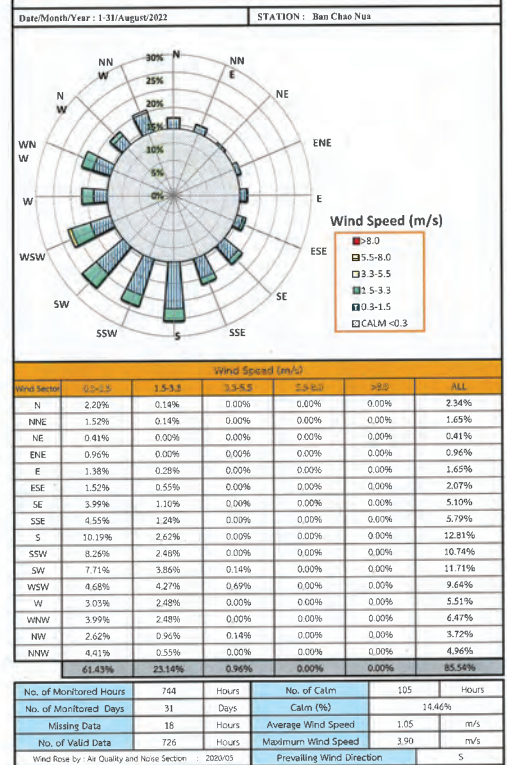 Date/Month/Year : 1-31/August/2022 STATION : Ban Chao Nua
N
NN
W
NN
E
N
W
NE
WN
W
ENE
W
E
WSW
ESE
SW
SE
SSW
SSE
S
30%
25%
20%
15%
10%
5%
0%
Wind Speed (m/s)
>8.0
5.5-8.0
3.3-5.5
1.5-3.3
0.3-1.5
CALM <0.3
Wind Speed (m/s)
Wind Sector 0.3-1.5 1.5-3.3 3.3-5.5 5.5-8.0 >8.0 ALL
N 2.20% 0.14% 0.00% 0.00% 0.00% 2.34%
NNE 1.52% 0.14% 0.00% 0.00% 0.00% 1.65%
NE 0.41% 0.00% 0.00% 0.00% 0.00% 0.41%
ENE 0.96% 0.00% 0.00% 0.00% 0.00% 0.96%
E 1.38% 0.28% 0.00% 0.00% 0.00% 1.65%
ESE 1.52% 0.55% 0.00% 0.00% 0.00% 2.07%
SE 3.99% 1.10% 0.00% 0.00% 0.00% 5.10%
SSE 4.55% 1.24% 0.00% 0.00% 0.00% 5.79%
S 10.19% 2.62% 0.00% 0.00% 0.00% 12.81%
SSW 8.26% 2.48% 0.00% 0.00% 0.00% 10.74%
SW 7.71% 3.86% 0.14% 0.00% 0.00% 11.71%
WSW 4.68% 4.27% 0.69% 0.00% 0.00% 9.64%
W 3.03% 2.48% 0.00% 0.00% 0.00% 5.51%
WNW 3.99% 2.48% 0.00% 0.00% 0.00% 6.47%
NW 2.62% 0.96% 0.14% 0.00% 0.00% 3.72%
NNW 4.41% 0.55% 0.00% 0.00% 0.00% 4.96%
61.43% 23.14% 0.96% 0.00% 0.00% 85.54%
No. of Monitored Hours 744 Hours No. of Calm 105 Hours
No. of Monitored Days 31 Days Calm (%) 14.46%
Missing Data 18 Hours Average Wind Speed 1.05 m/s
No. of Valid Data 726 Hours Maximum Wind Speed 3.90 m/s
Wind Rose by : Air Quality and Noise Section : 2020/05 Prevailing Wind Direction S